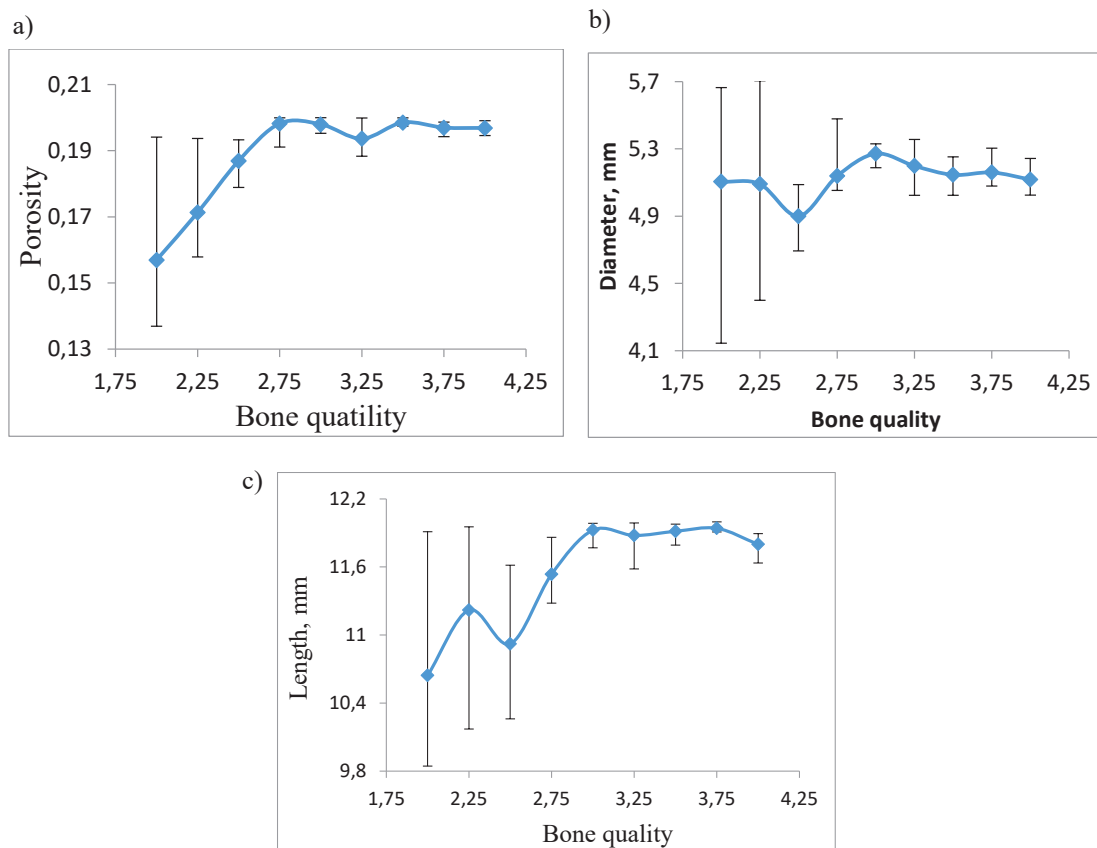 a)
0,21
0,19
0,17
0,15
0,13
Porosity
1,75 2,25 2,75 3,25 3,75 4,25
Bone quatility
b)
5,7
5,3
4,9
4,5
4,1
Diameter, mm
1,75 2,25 2,75 3,25 3,75 4,25
Bone quality
c)
12,2
11,6
11
10,4
9,8
Length, mm
1,75 2,25 2,75 3,25 3,75 4,25
Bone quality